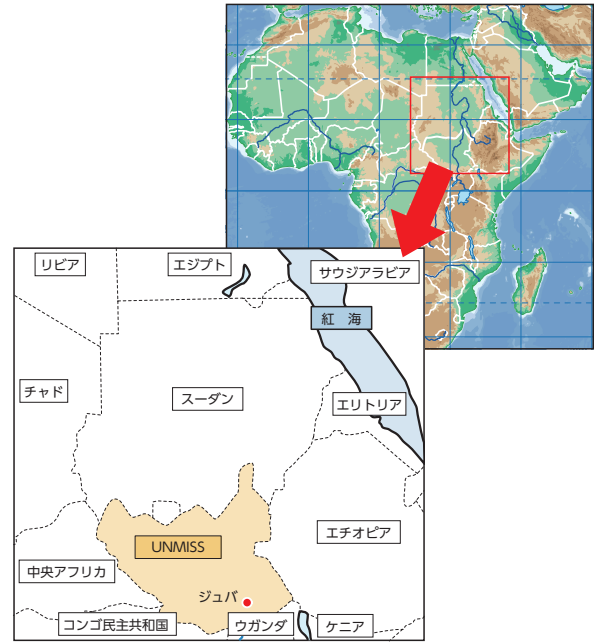 リビア
エジプト
サウジアラビア
紅　海
チャド
スーダン
エリトリア
エチオピア
UNMISS
中央アフリカ
ジュバ
コンゴ民主共和国
ウガンダ
ケニア